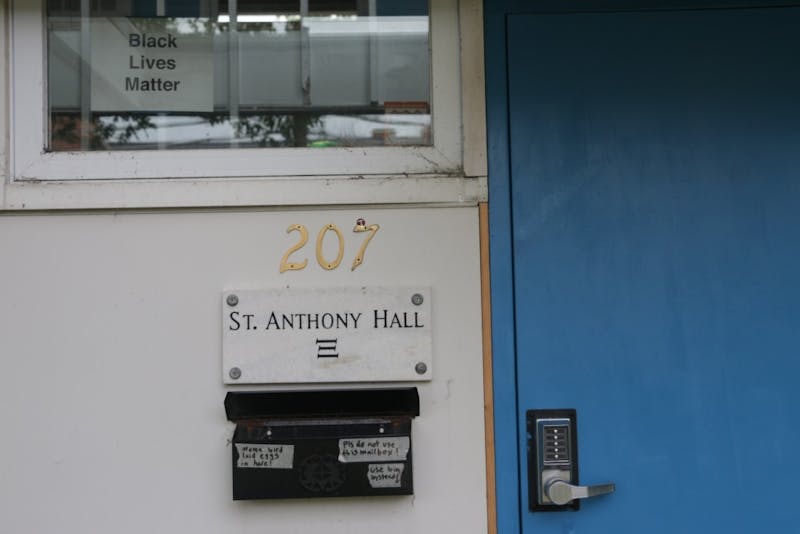 Black
Lives
Matter
207
ST. ANTHONY HALL
Ξ
Mama bird
laid eggs
in here!
Pls do not use
this mailbox!
Use bin
instead!